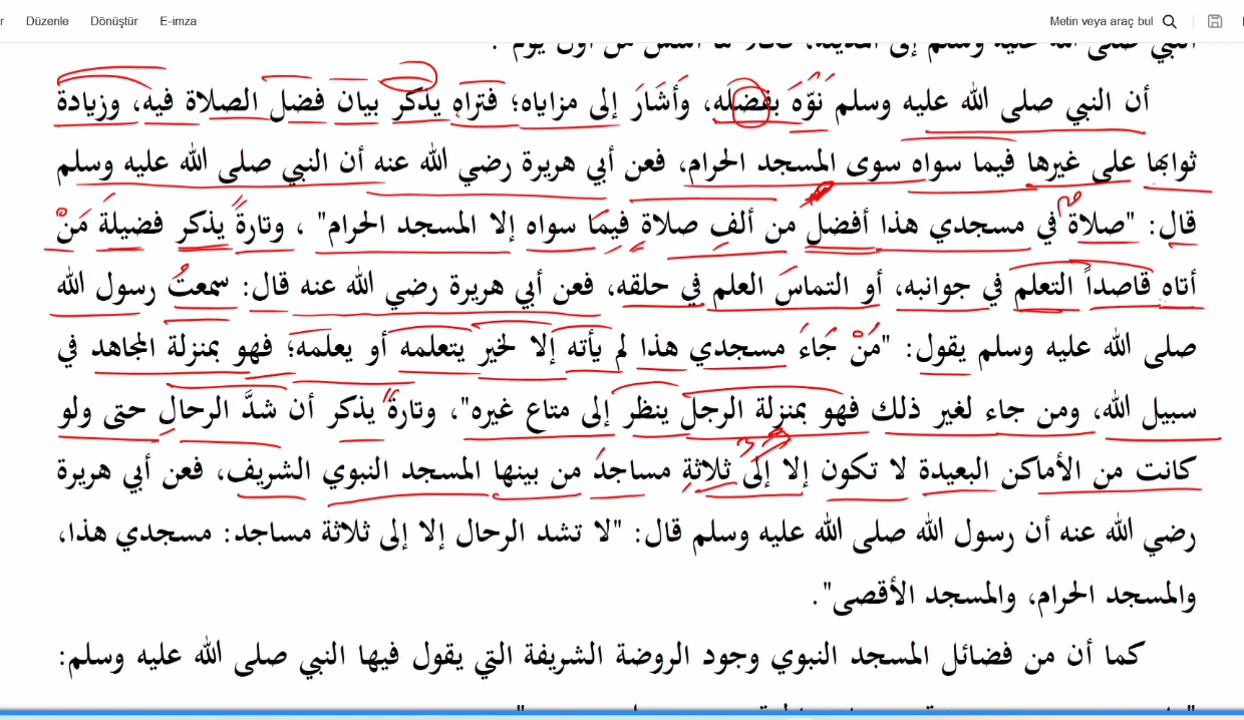 Düzenle Dönüştür E-imza Metin veya araç bul
النبي صلى الله عليه وسلم إلى المدينة،
أن النبي صلى الله عليه وسلم نوّهَ بفضله، وأشارَ إلى مزاياه؛ فتراه يذكر بيان فضل الصلاة فيه، وزيادة
ثوابها على غيرها فيما سواه سوى المسجد الحرام، فعن أبي هريرة رضي الله عنه أن النبي صلى الله عليه وسلم
قال: "صلاة في مسجدي هذا أفضل من ألف صلاة فيما سواه إلا المسجد الحرام" ، وتارة يذكر فضيلة مَنْ
أتاه قاصداً التعلم في جوانبه، أو التماسَ العلم في حلقه، فعن أبي هريرة رضي الله عنه قال: سمعتُ رسول الله
صلى الله عليه وسلم يقول: "مَنْ جَاءَ مسجدي هذا لم يأته إلا لخير يتعلمه أو يعلمه؛ فهو بمنزلة المجاهد في
سبيل الله، ومن جاء لغير ذلك فهو بمنزلة الرجل ينظر إلى متاع غيره"، وتارة يذكر أن شدَّ الرحال حتى ولو
كانت من الأماكن البعيدة لا تكون إلا إلى ثلاثة مساجد من بينها المسجد النبوي الشريف، فعن أبي هريرة
رضي الله عنه أن رسول الله صلى الله عليه وسلم قال: "لا تشد الرحال إلا إلى ثلاثة مساجد: مسجدي هذا،
والمسجد الحرام، والمسجد الأقصى".
كما أن من فضائل المسجد النبوي وجود الروضة الشريفة التي يقول فيها النبي صلى الله عليه وسلم: